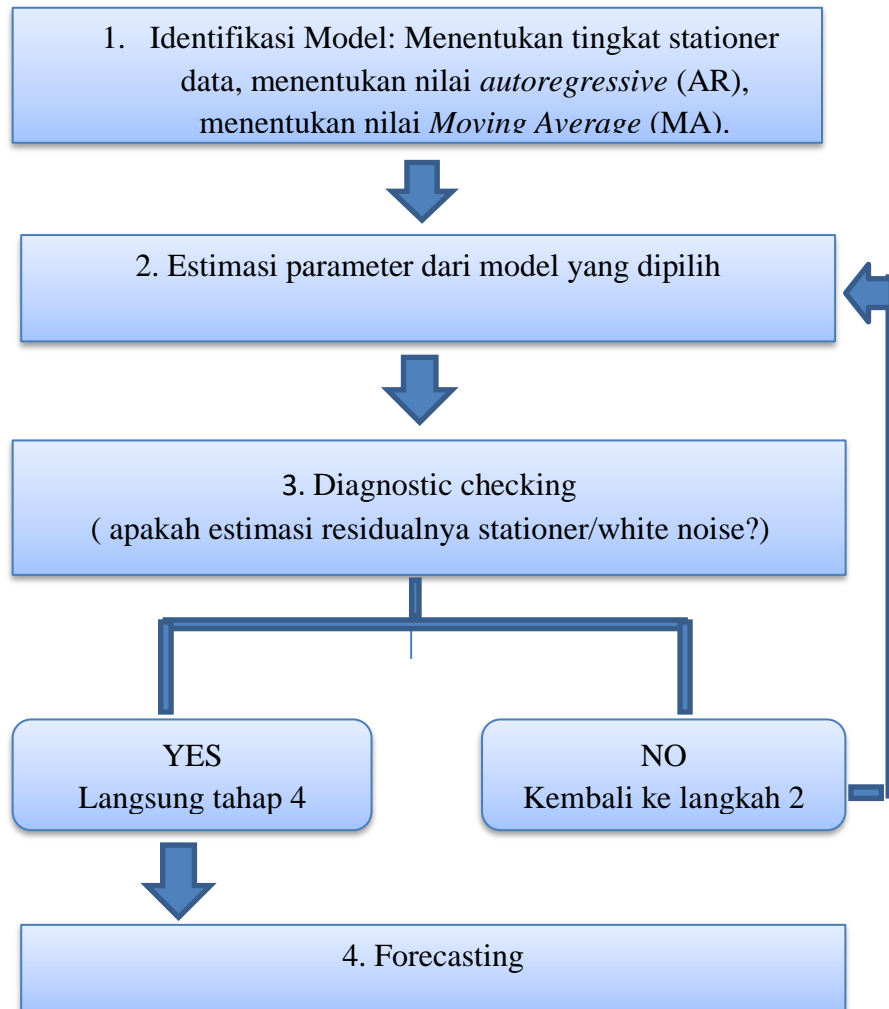 1. Identifikasi Model: Menentukan tingkat stationer
data, menentukan nilai autoregressive (AR),
menentukan nilai Moving Average (MA).
2. Estimasi parameter dari model yang dipilih
3. Diagnostic checking
( apakah estimasi residualnya stationer/white noise?)
YES
Langsung tahap 4
NO
Kembali ke langkah 2
4. Forecasting